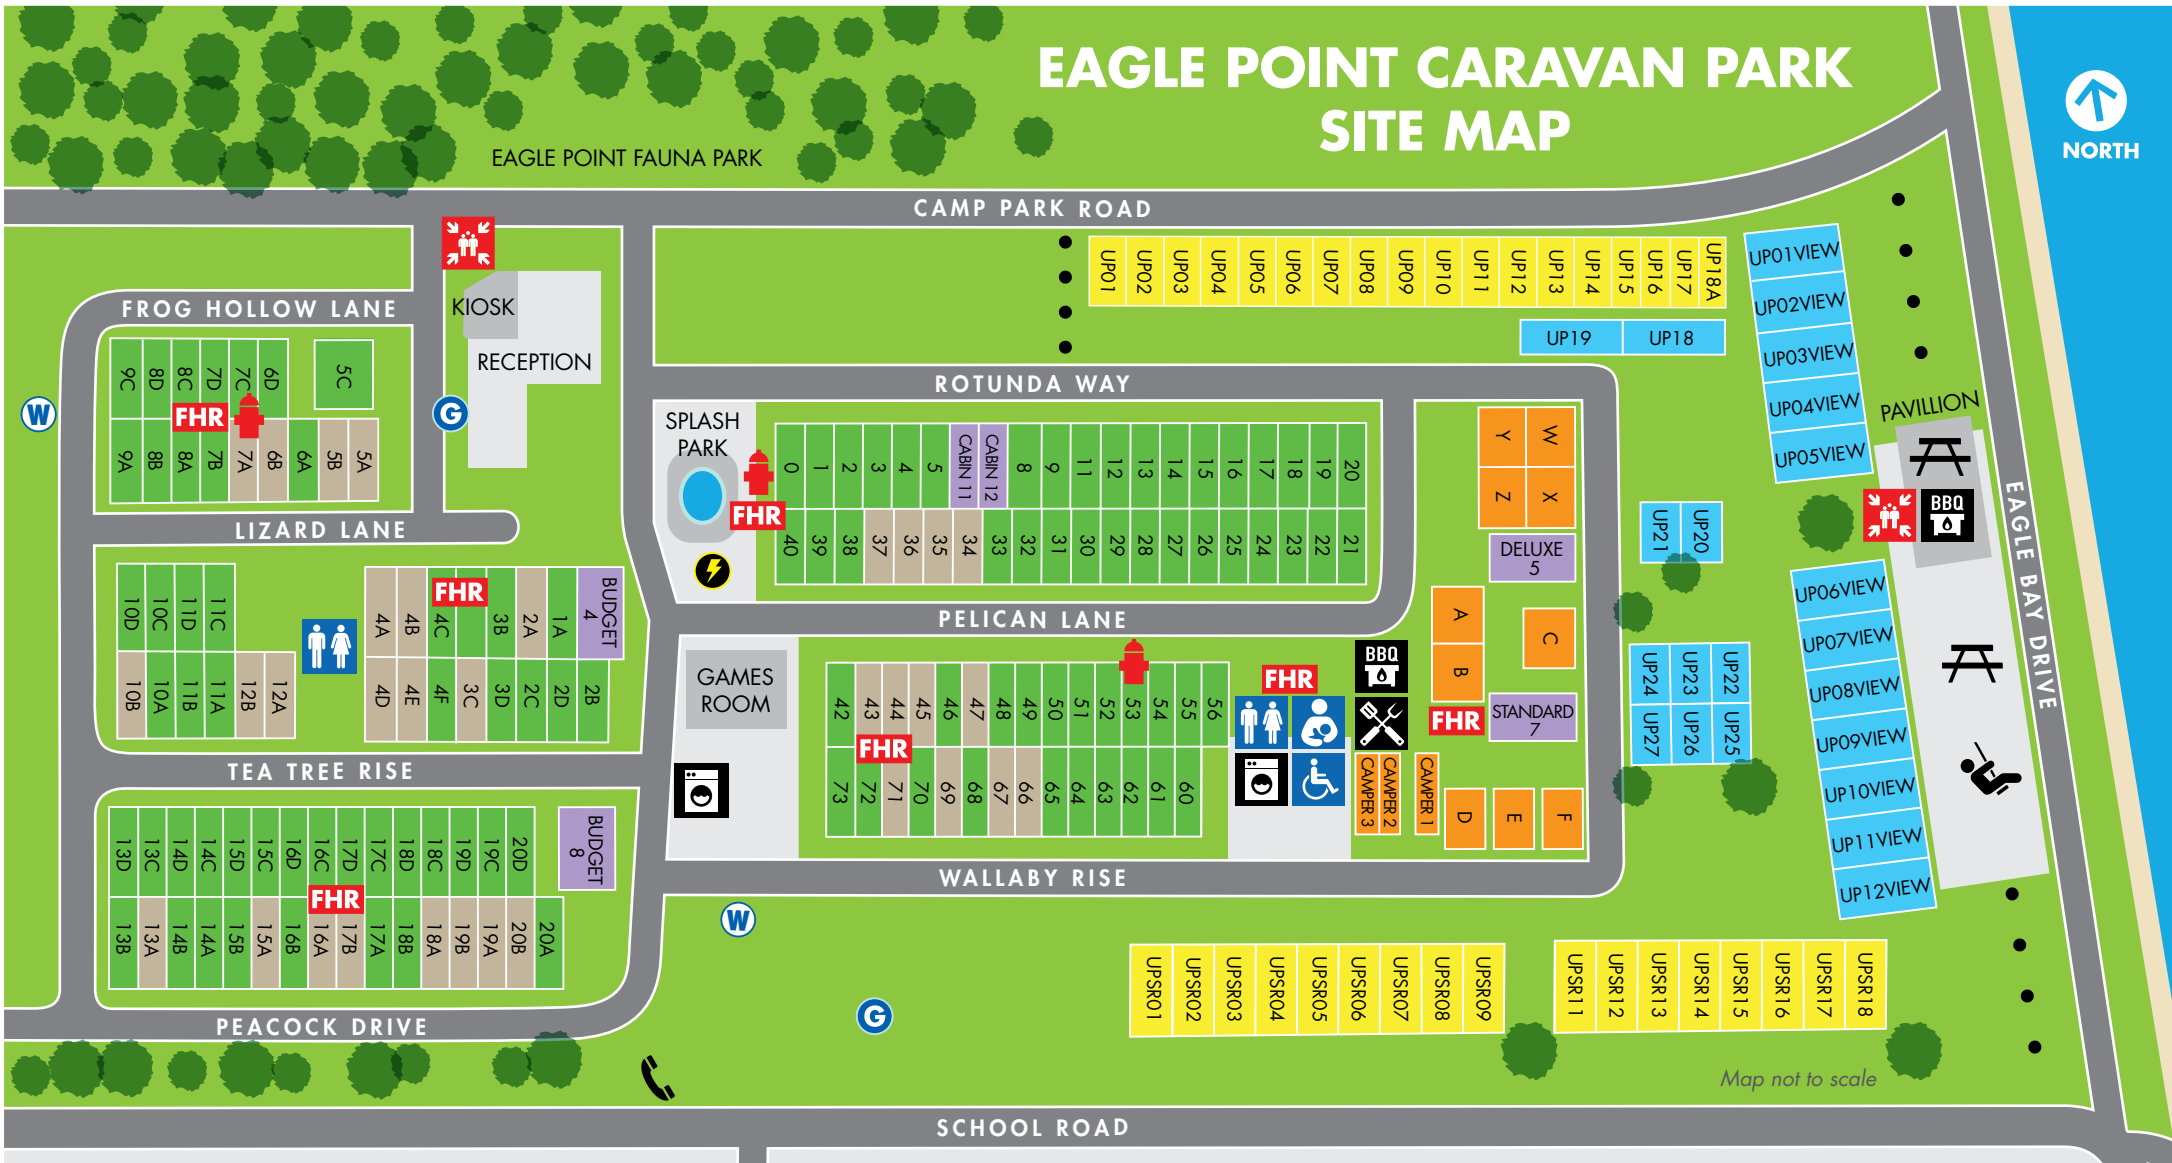 EAGLE POINT CARAVAN PARK
SITE MAP
NORTH
EAGLE POINT FAUNA PARK
CAMP PARK ROAD
UP01 UP02 UP03 UP04 UP05 UP06 UP07 UP08 UP09 UP10 UP11 UP12 UP13 UP14 UP15 UP16 UP17 UP18A
UP19 UP18
UP01VIEW
UP02VIEW
UP03VIEW
UP04VIEW
UP05VIEW
PAVILLION
BBQ
EAGLE BAY DRIVE
FROG HOLLOW LANE
KIOSK
RECEPTION
W
G
9C 8D 8C 7D 7C 6D 5C
FHR
9A 8B 8A 7B 7A 6B 6A 5B 5A
LIZARD LANE
ROTUNDA WAY
SPLASH
PARK
FHR
0 1 2 3 4 5 CABIN 11 CABIN 12 8 9 11 12 13 14 15 16 17 18 19 20
40 39 38 37 36 35 34 33 32 31 30 29 28 27 26 25 24 23 22 21
Y W
Z X
DELUXE
5
UP21 UP20
PELICAN LANE
10D 10C 11D 11C
10B 10A 11B 11A 12B 12A
4A 4B 4C 3B 2A 1A
FHR
BUDGET
4
4D 4E 4F 3C 3D 2C 2D 2B
TEA TREE RISE
GAMES
ROOM
42 43 44 45 46 47 48 49 50 51 52 53 54 55 56
FHR
73 72 71 70 69 68 67 66 65 64 63 62 61 60
FHR
BBQ
A
B
C
FHR
STANDARD
7
CAMPER 3 CAMPER 2 CAMPER 1
D E F
UP24 UP23 UP22
UP27 UP26 UP25
UP06VIEW
UP07VIEW
UP08VIEW
UP09VIEW
UP10VIEW
UP11VIEW
UP12VIEW
WALLABY RISE
13D 13C 14D 14C 15D 15C 16D 16C 17D 17C 18D 18C 19D 19C 20D
BUDGET
8
FHR
13B 13A 14B 14A 15B 15A 16B 16A 17B 17A 18B 18A 19B 19A 20B 20A
PEACOCK DRIVE
W
G
UPSR01 UPSR02 UPSR03 UPSR04 UPSR05 UPSR06 UPSR07 UPSR08 UPSR09
UPSR11 UPSR12 UPSR13 UPSR14 UPSR15 UPSR16 UPSR17 UPSR18
Map not to scale
SCHOOL ROAD